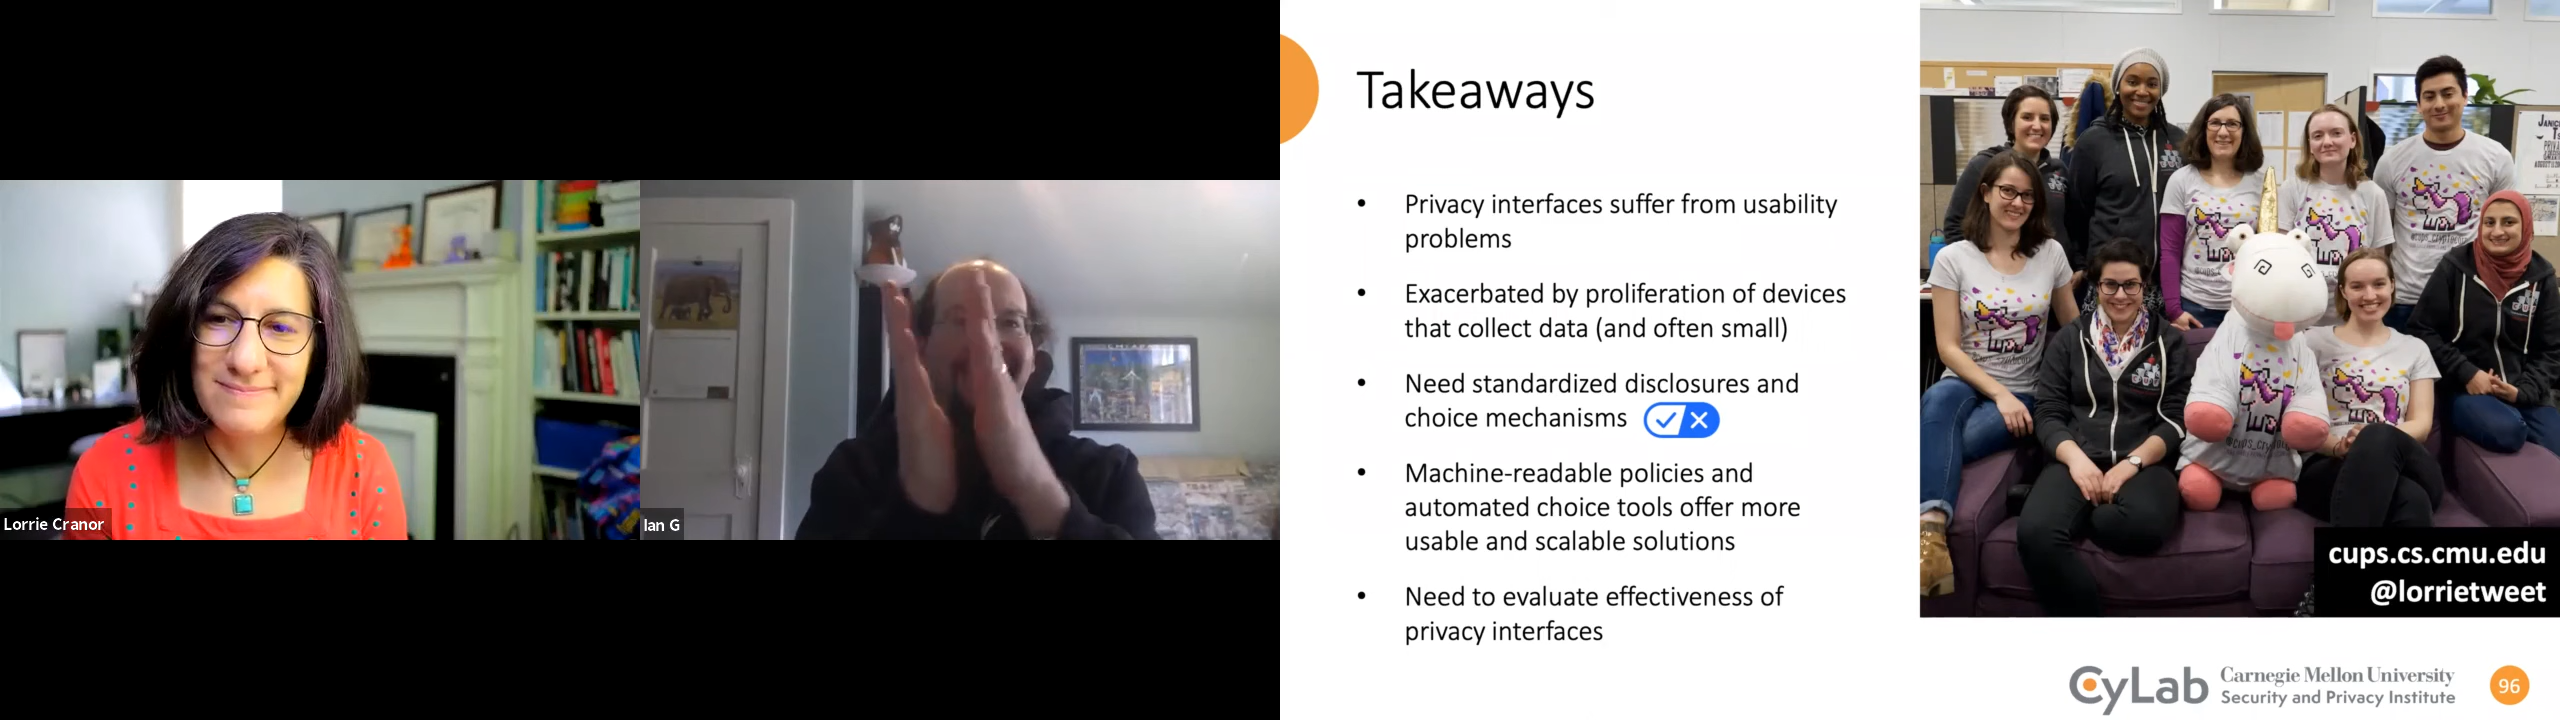 Lorrie Cranor
Ian G
Takeaways
• Privacy interfaces suffer from usability
problems
• Exacerbated by proliferation of devices
that collect data (and often small)
• Need standardized disclosures and
choice mechanisms
• Machine-readable policies and
automated choice tools offer more
usable and scalable solutions
• Need to evaluate effectiveness of
privacy interfaces
cups.cs.cmu.edu
@lorrietweet
CyLab
Carnegie Mellon University
Security and Privacy Institute
96